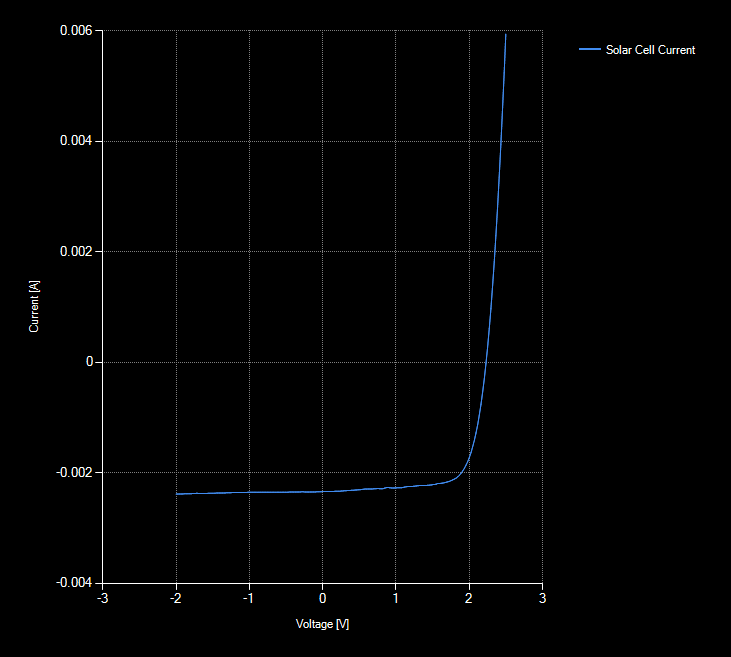 0.006
Solar Cell Current
0.004
0.002
Current [A]
0
-0.002
-0.004
-3 -2 -1 0 1 2 3
Voltage [V]